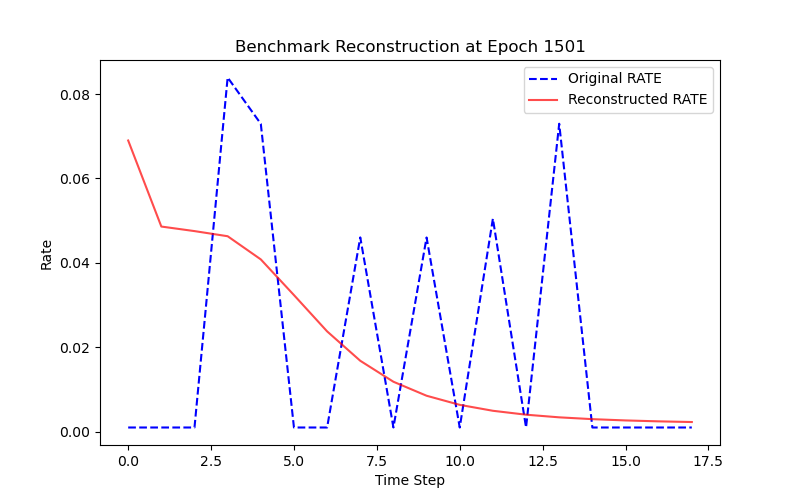 Benchmark Reconstruction at Epoch 1501
Original RATE
Reconstructed RATE
Rate
0.08
0.06
0.04
0.02
0.00
0.0 2.5 5.0 7.5 10.0 12.5 15.0 17.5
Time Step